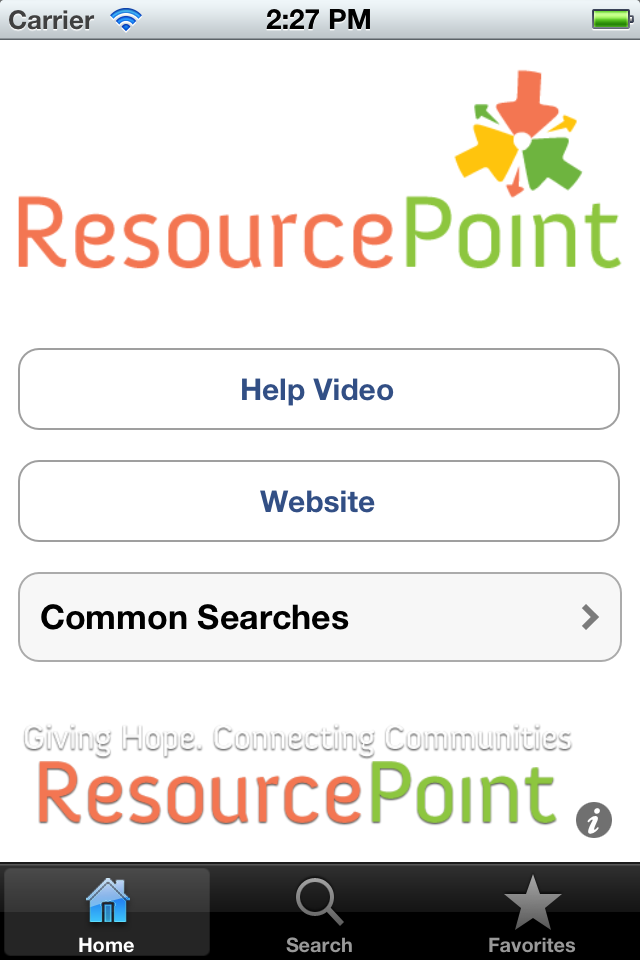 Carrier 2:27 PM
ResourcePoint
Help Video
Website
Common Searches
Giving Hope. Connecting Communities
ResourcePoint
i
Home Search Favorites